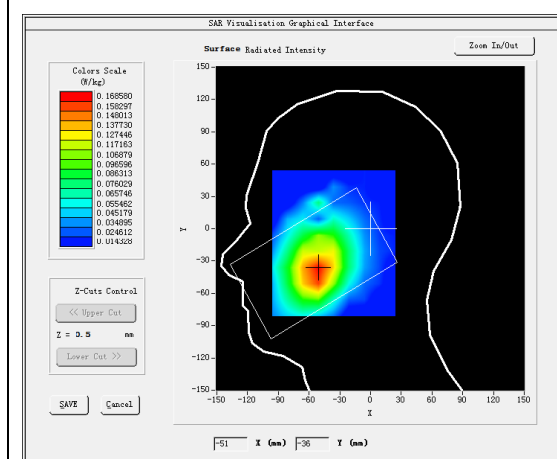 SAR Visualisation Graphical Interface
Surface Radiated Intensity
Zoom In/Out
Colors Scale
(W/kg)
0.168580
0.158297
0.148013
0.137730
0.127446
0.117163
0.106879
0.096596
0.086313
0.076029
0.065746
0.055462
0.045179
0.034895
0.024612
0.014328
150
120
90
60
30
0
-30
-60
-90
-120
-150
Y
-150 -120 -90 -60 -30 0 30 60 90 120 150
X
Z-Cuts Control
<< Upper Cut
Z = 0.5 mm
Lower Cut >>
SAVE
Cancel
-51 X (mm) -36 Y (mm)